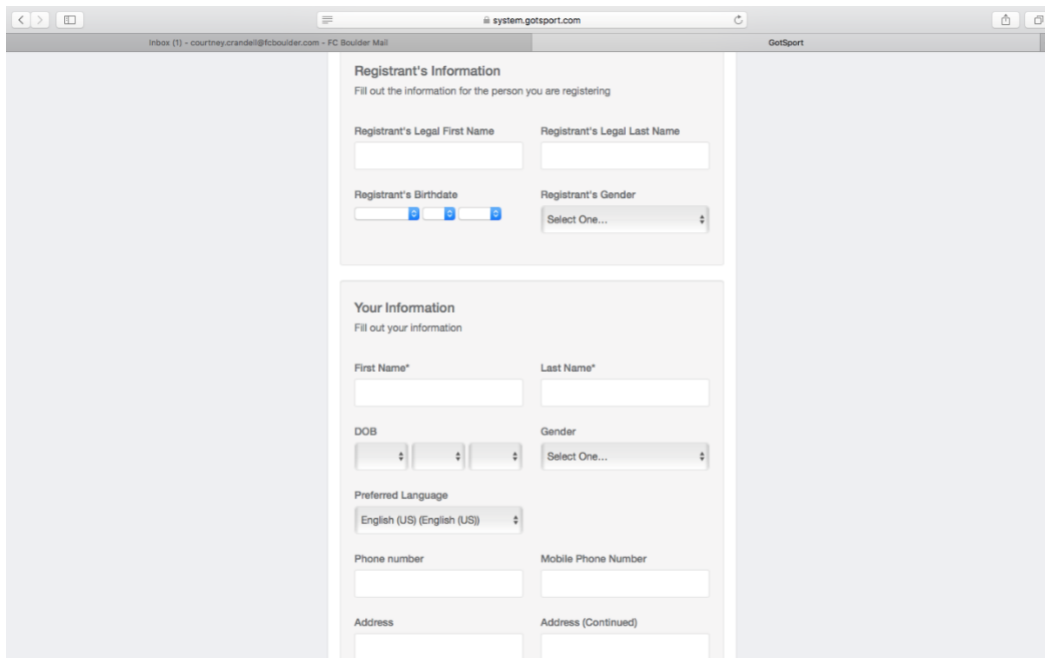 system.gotsport.com
Inbox (1) - courtney.crandell@fcboulder.com - FC Boulder Mail
GotSport
Registrant's Information
Fill out the information for the person you are registering
Registrant's Legal First Name
Registrant's Legal Last Name
Registrant's Birthdate
Registrant's Gender
Select One...
Your Information
Fill out your information
First Name*
Last Name*
DOB
Gender
Select One...
Preferred Language
English (US) (English (US))
Phone number
Mobile Phone Number
Address
Address (Continued)